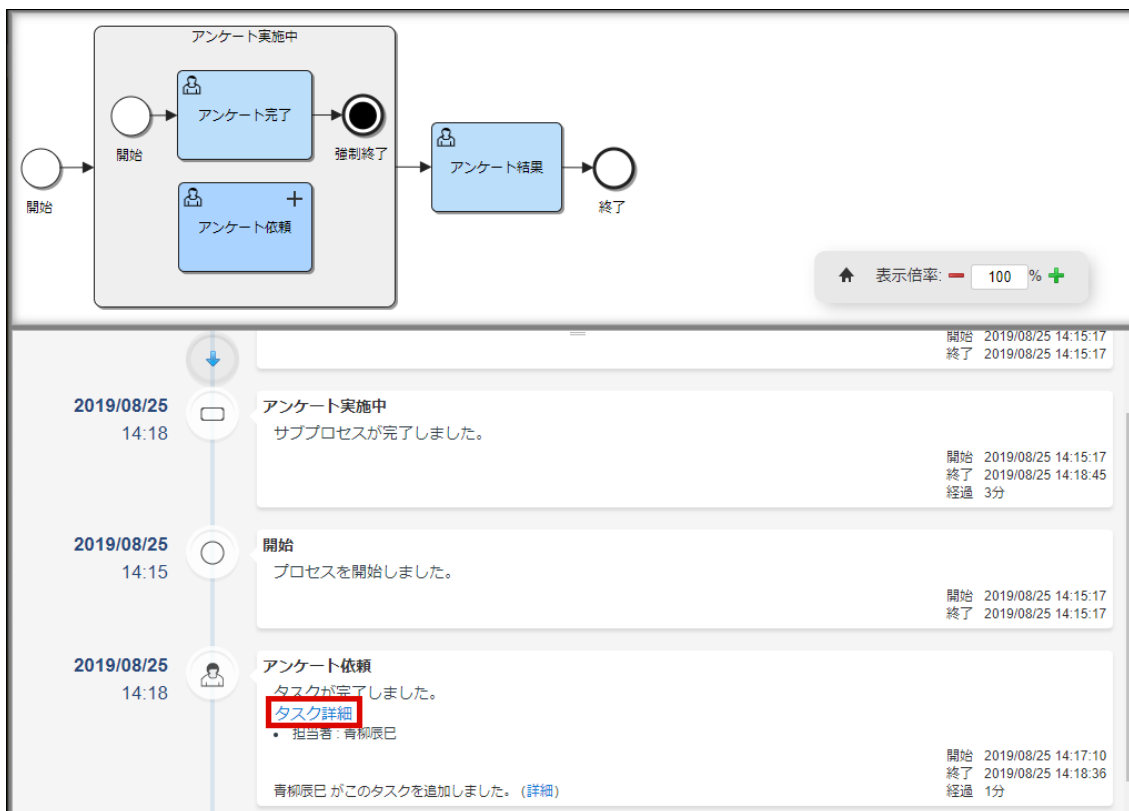 アンケート実施中
アンケート完了
開始
強制終了
アンケート結果
開始
終了
アンケート依頼
表示倍率:
100
%
開始 2019/08/25 14:15:17
終了 2019/08/25 14:15:17
2019/08/25
14:18
アンケート実施中
サブプロセスが完了しました。
開始 2019/08/25 14:15:17
終了 2019/08/25 14:18:45
経過 3分
2019/08/25
14:15
開始
プロセスを開始しました。
開始 2019/08/25 14:15:17
終了 2019/08/25 14:15:17
2019/08/25
14:18
アンケート依頼
タスクが完了しました。
タスク詳細
• 担当者 : 青柳辰巳
開始 2019/08/25 14:17:10
終了 2019/08/25 14:18:36
経過 1分
青柳辰巳 がこのタスクを追加しました。 (詳細)